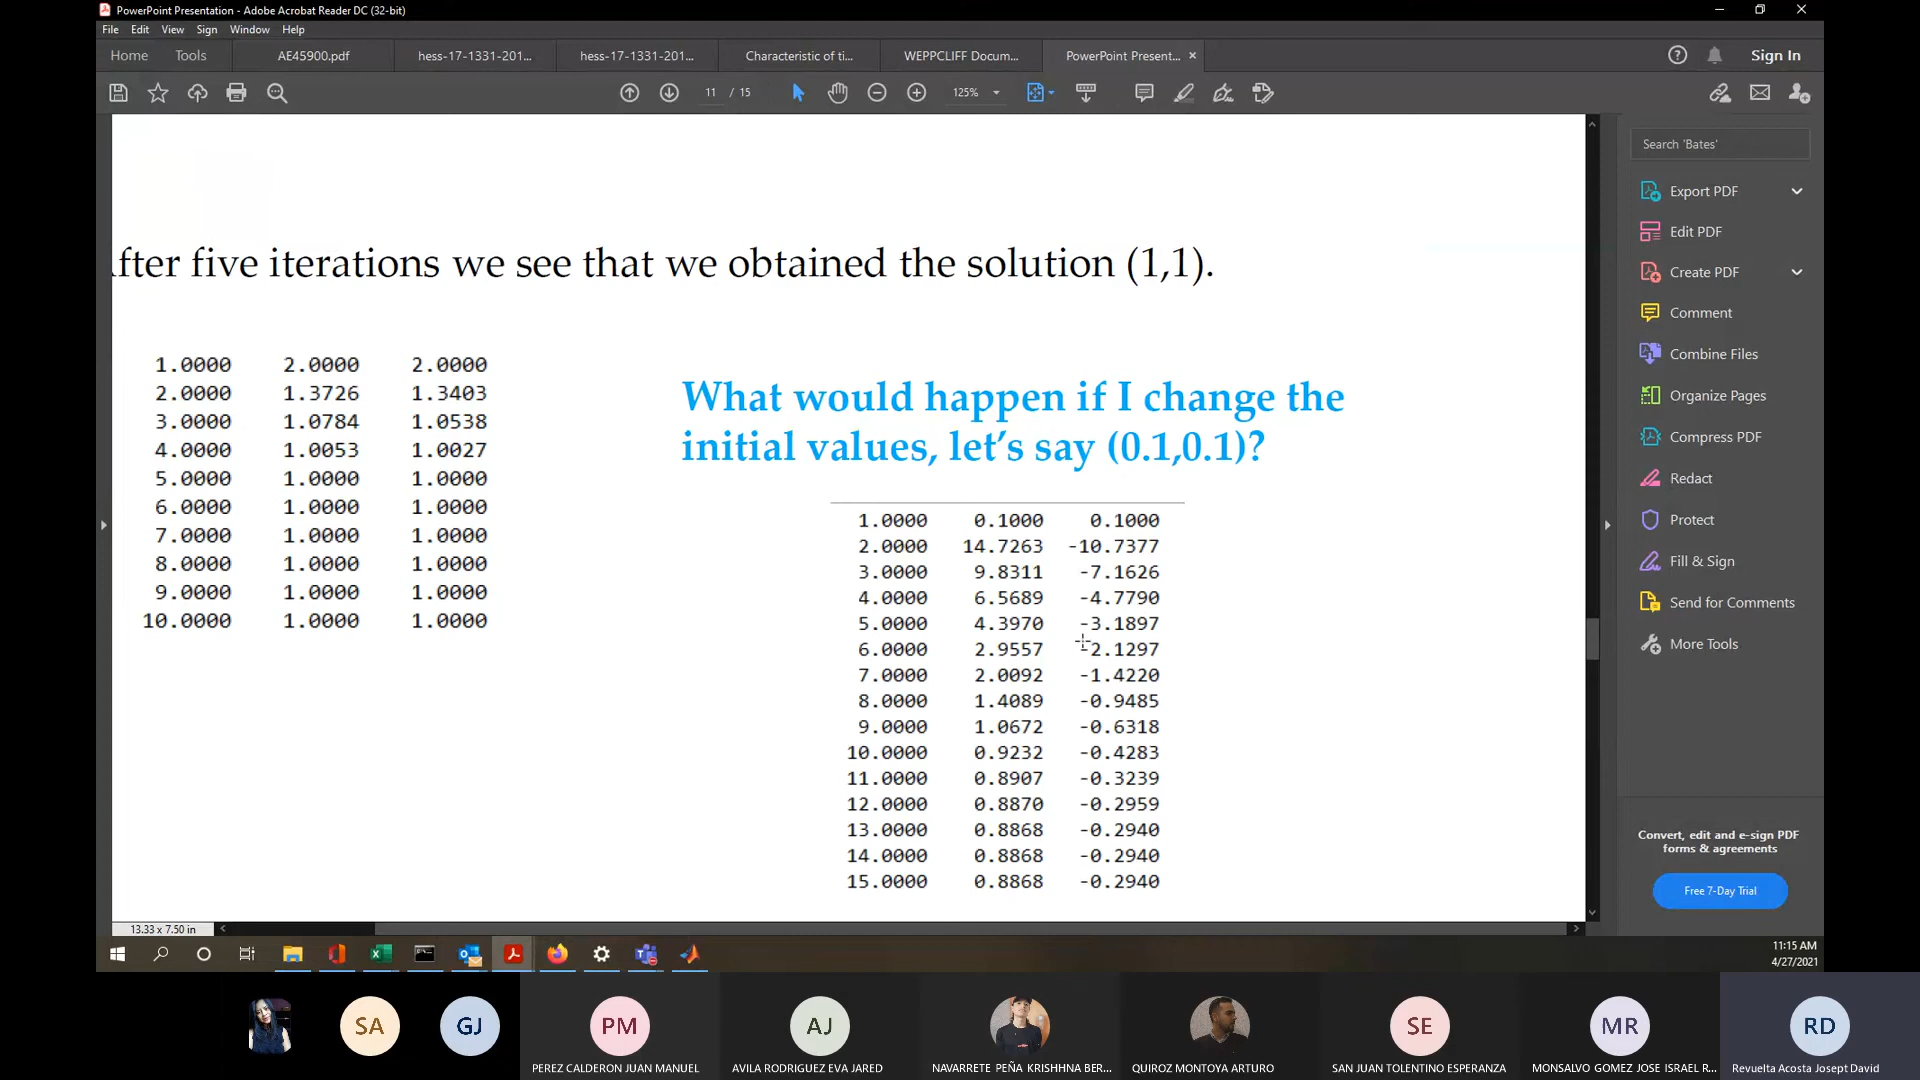 PowerPoint Presentation - Adobe Acrobat Reader DC (32-bit)
File Edit View Sign Window Help
Home Tools AE45900.pdf hess-17-1331-201... hess-17-1331-201... Characteristic of ti... WEPPCLIFF Docum... PowerPoint Present... Sign In
11 / 15 125%
fter five iterations we see that we obtained the solution (1,1).
1.0000 2.0000 2.0000
2.0000 1.3726 1.3403
3.0000 1.0784 1.0538
4.0000 1.0053 1.0027
5.0000 1.0000 1.0000
6.0000 1.0000 1.0000
7.0000 1.0000 1.0000
8.0000 1.0000 1.0000
9.0000 1.0000 1.0000
10.0000 1.0000 1.0000
What would happen if I change the
initial values, let’s say (0.1,0.1)?
1.0000 0.1000 0.1000
2.0000 14.7263 -10.7377
3.0000 9.8311 -7.1626
4.0000 6.5689 -4.7790
5.0000 4.3970 -3.1897
6.0000 2.9557 -2.1297
7.0000 2.0092 -1.4220
8.0000 1.4089 -0.9485
9.0000 1.0672 -0.6318
10.0000 0.9232 -0.4283
11.0000 0.8907 -0.3239
12.0000 0.8870 -0.2959
13.0000 0.8868 -0.2940
14.0000 0.8868 -0.2940
15.0000 0.8868 -0.2940
Search 'Bates'
Export PDF
Edit PDF
Create PDF
Comment
Combine Files
Organize Pages
Compress PDF
Redact
Protect
Fill & Sign
Send for Comments
More Tools
Convert, edit and e-sign PDF
forms & agreements
Free 7-Day Trial
13.33 x 7.50 in
11:15 AM
4/27/2021
SA GJ PM AJ SE MR RD
PEREZ CALDERON JUAN MANUEL AVILA RODRIGUEZ EVA JARED NAVARRETE PEÑA KRISHHNA BER... QUIROZ MONTOYA ARTURO SAN JUAN TOLENTINO ESPERANZA MONSALVO GOMEZ JOSE ISRAEL R... Revuelta Acosta Josept David